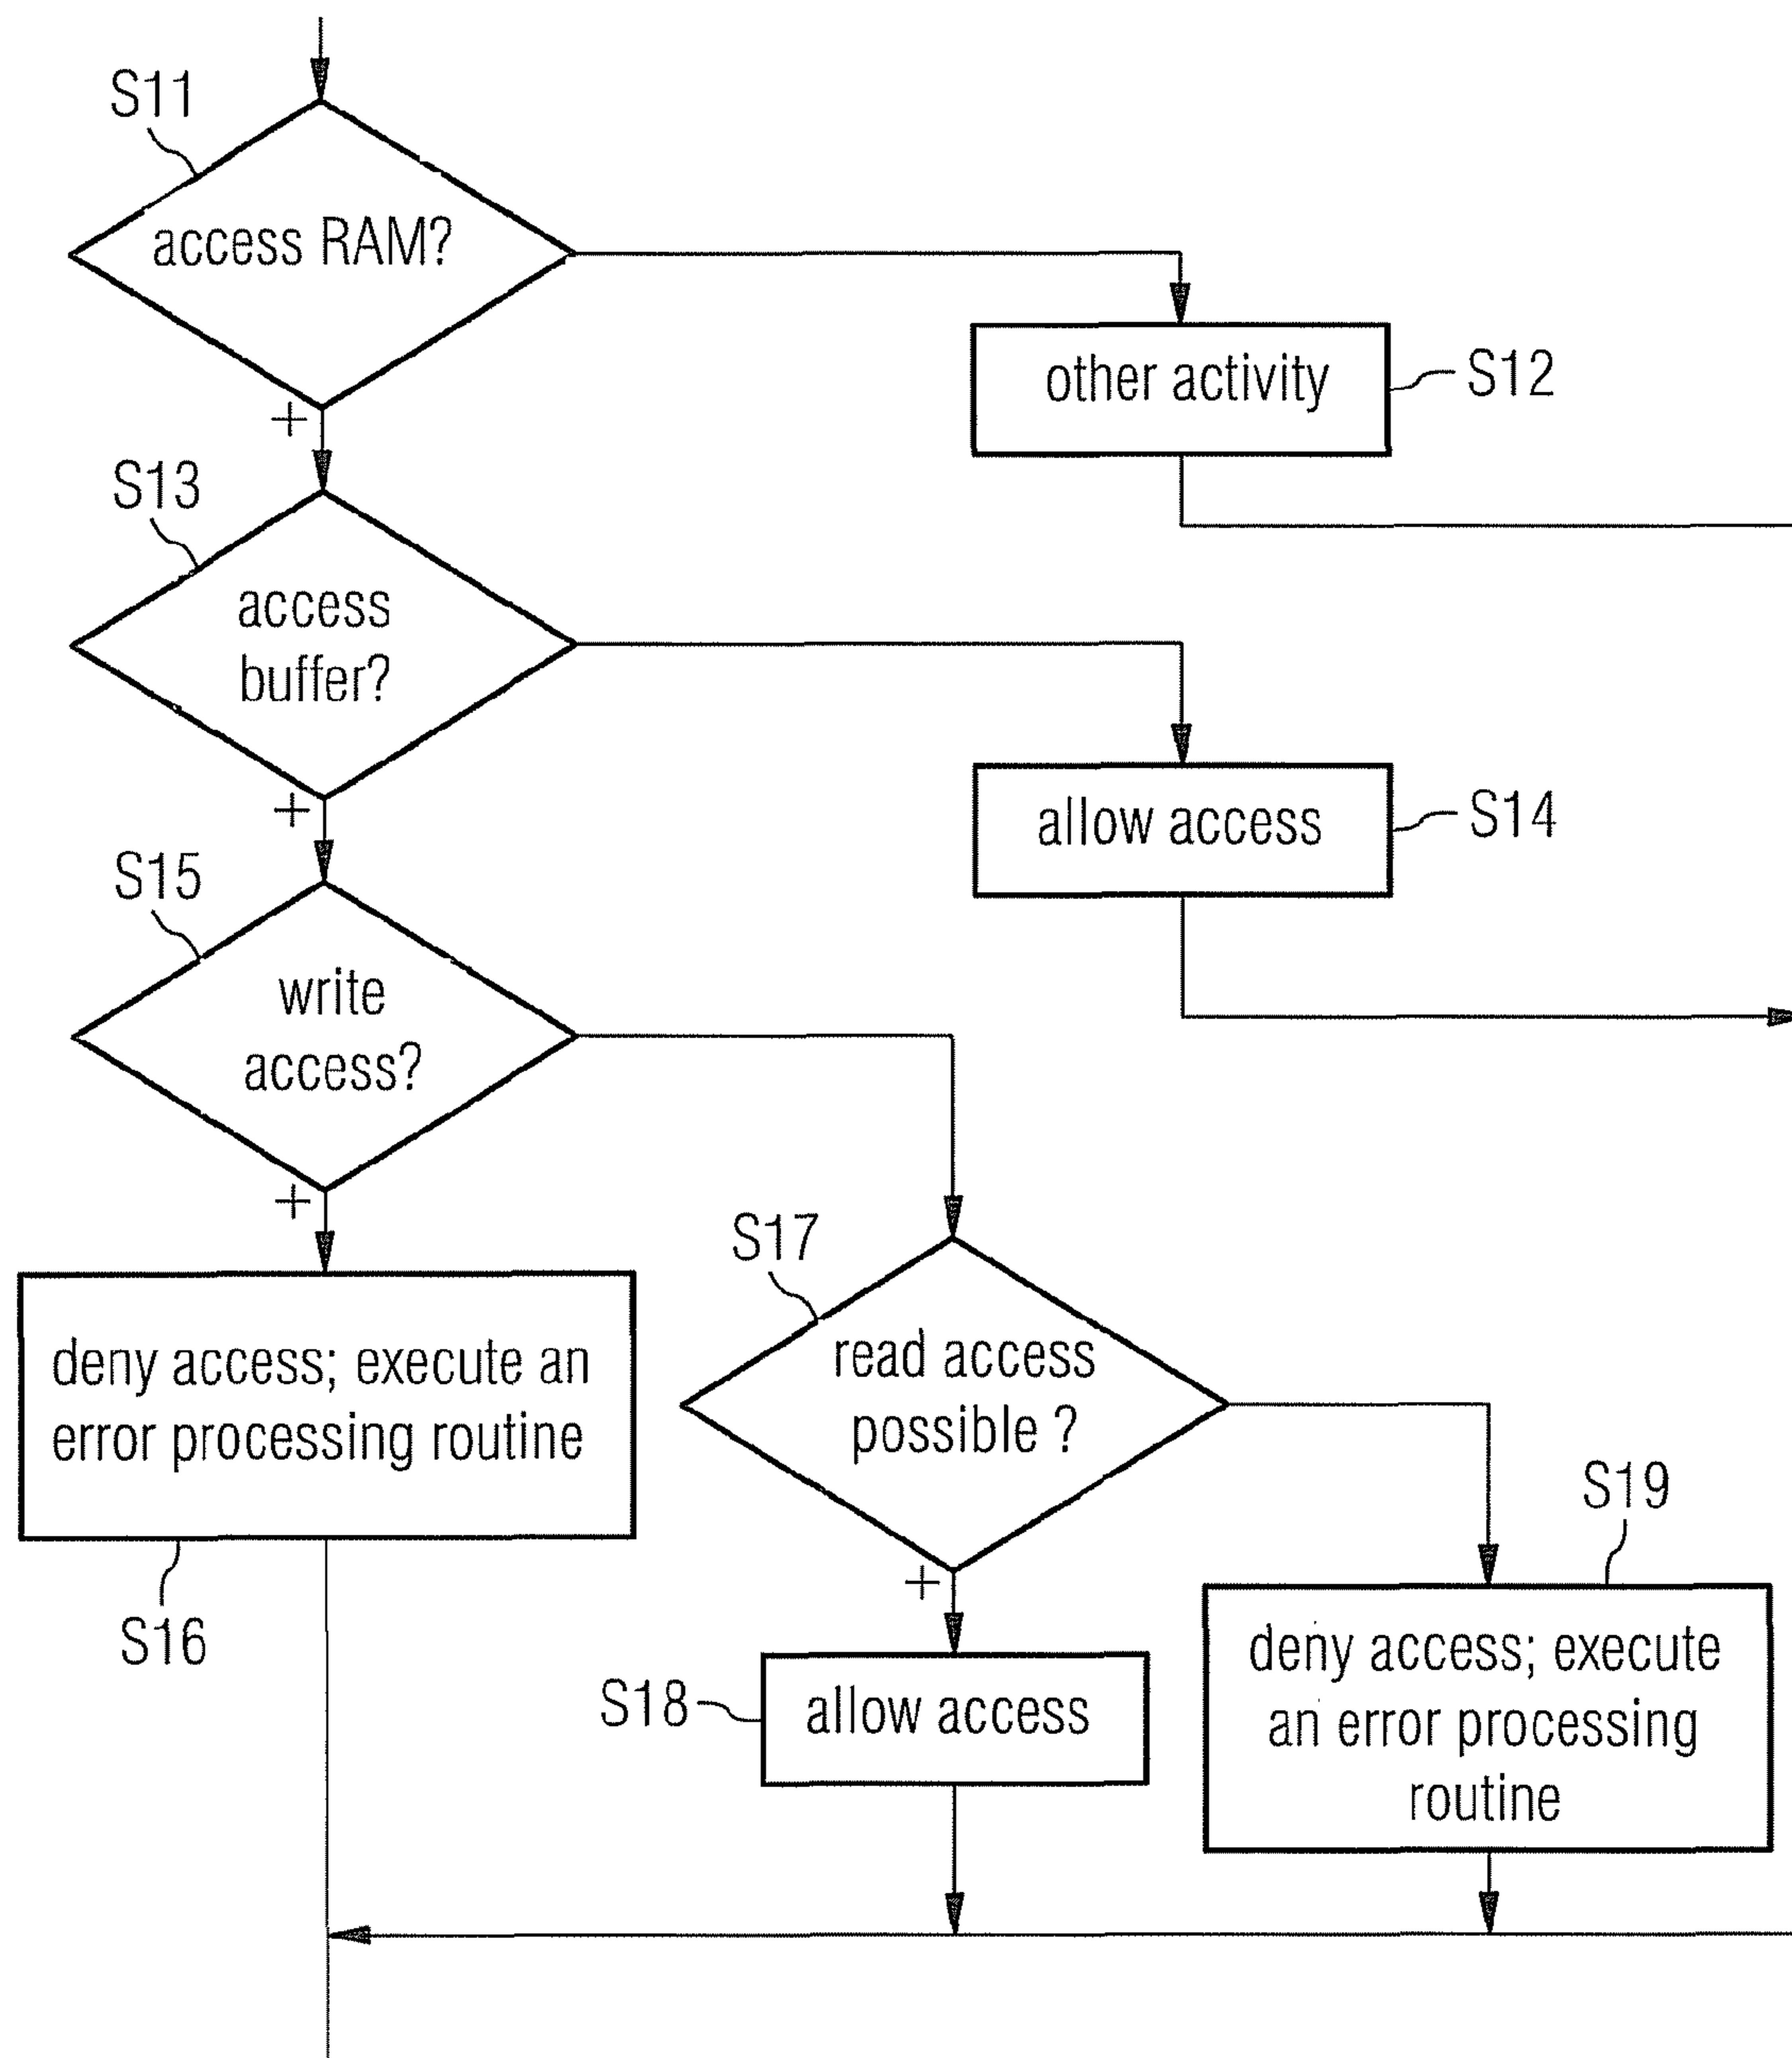 S11
access RAM?
other activity
S12
+
S13
access
buffer?
allow access
S14
+
S15
write
access?
+
S17
read access
possible ?
deny access; execute an
error processing routine
S16
+
S19
deny access; execute
an error processing
routine
S18
allow access